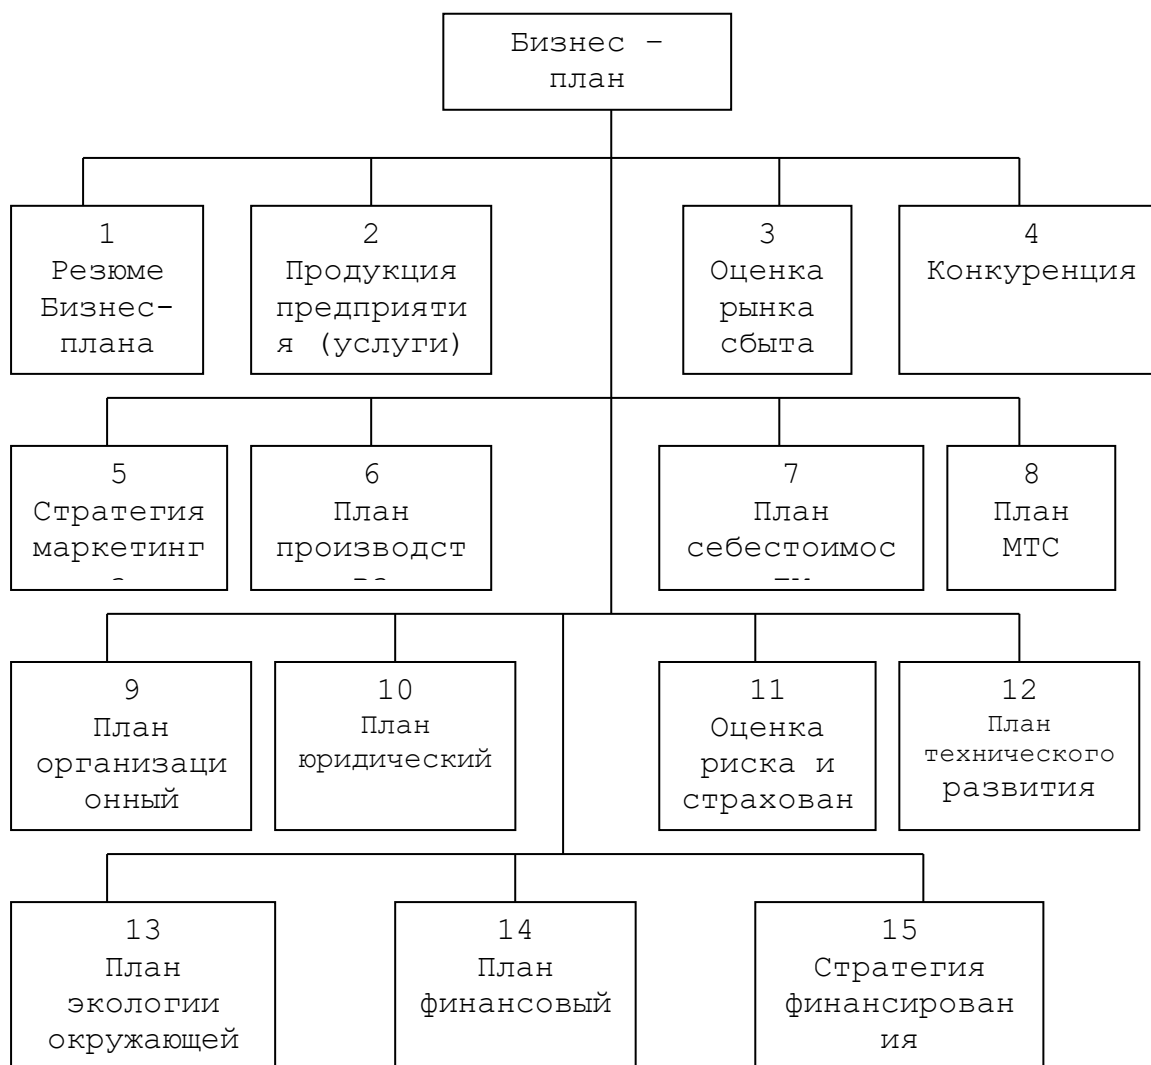 Бизнес –
план
1
Резюме
Бизнес-
плана
2
Продукция
предприяти
я (услуги)
3
Оценка
рынка
сбыта
4
Конкуренция
5
Стратегия
маркетинг
6
План
производст
7
План
себестоимос
8
План
МТС
9
План
организаци
онный
10
План
юридический
11
Оценка
риска и
страхован
12
План
технического
развития
13
План
экологии
окружающей
14
План
финансовый
15
Стратегия
финансирован
ия